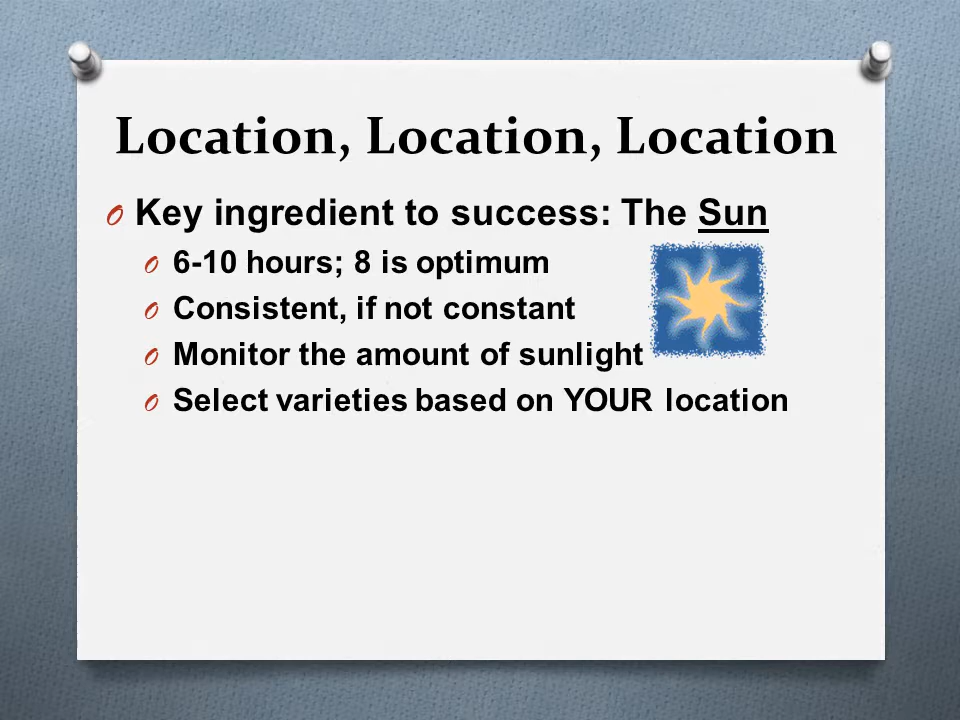 Location, Location, Location
Key ingredient to success: The Sun
6-10 hours; 8 is optimum
Consistent, if not constant
Monitor the amount of sunlight
Select varieties based on YOUR location